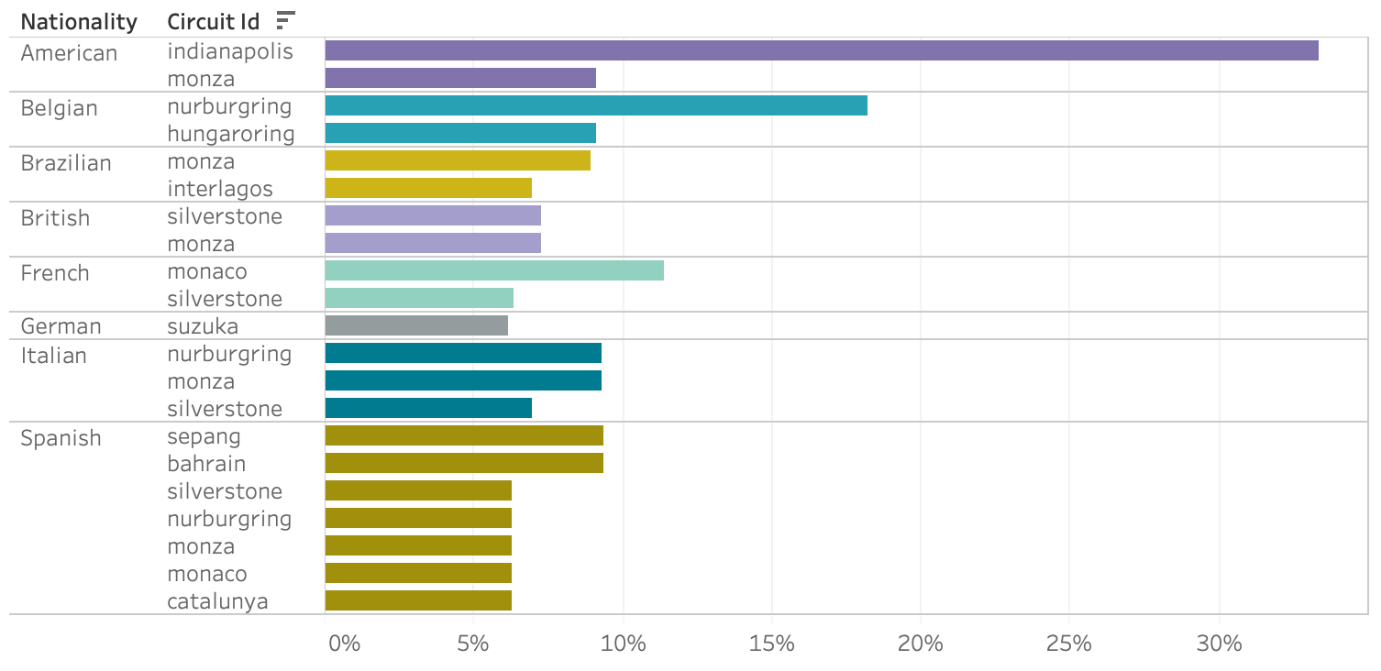 Nationality Circuit Id
American indianapolis
monza
Belgian nurburgring
hungaroring
Brazilian monza
interlagos
British silverstone
monza
French monaco
silverstone
German suzuka
Italian nurburgring
monza
silverstone
Spanish sepang
bahrain
silverstone
nurburgring
monza
monaco
catalunya
0% 5% 10% 15% 20% 25% 30%